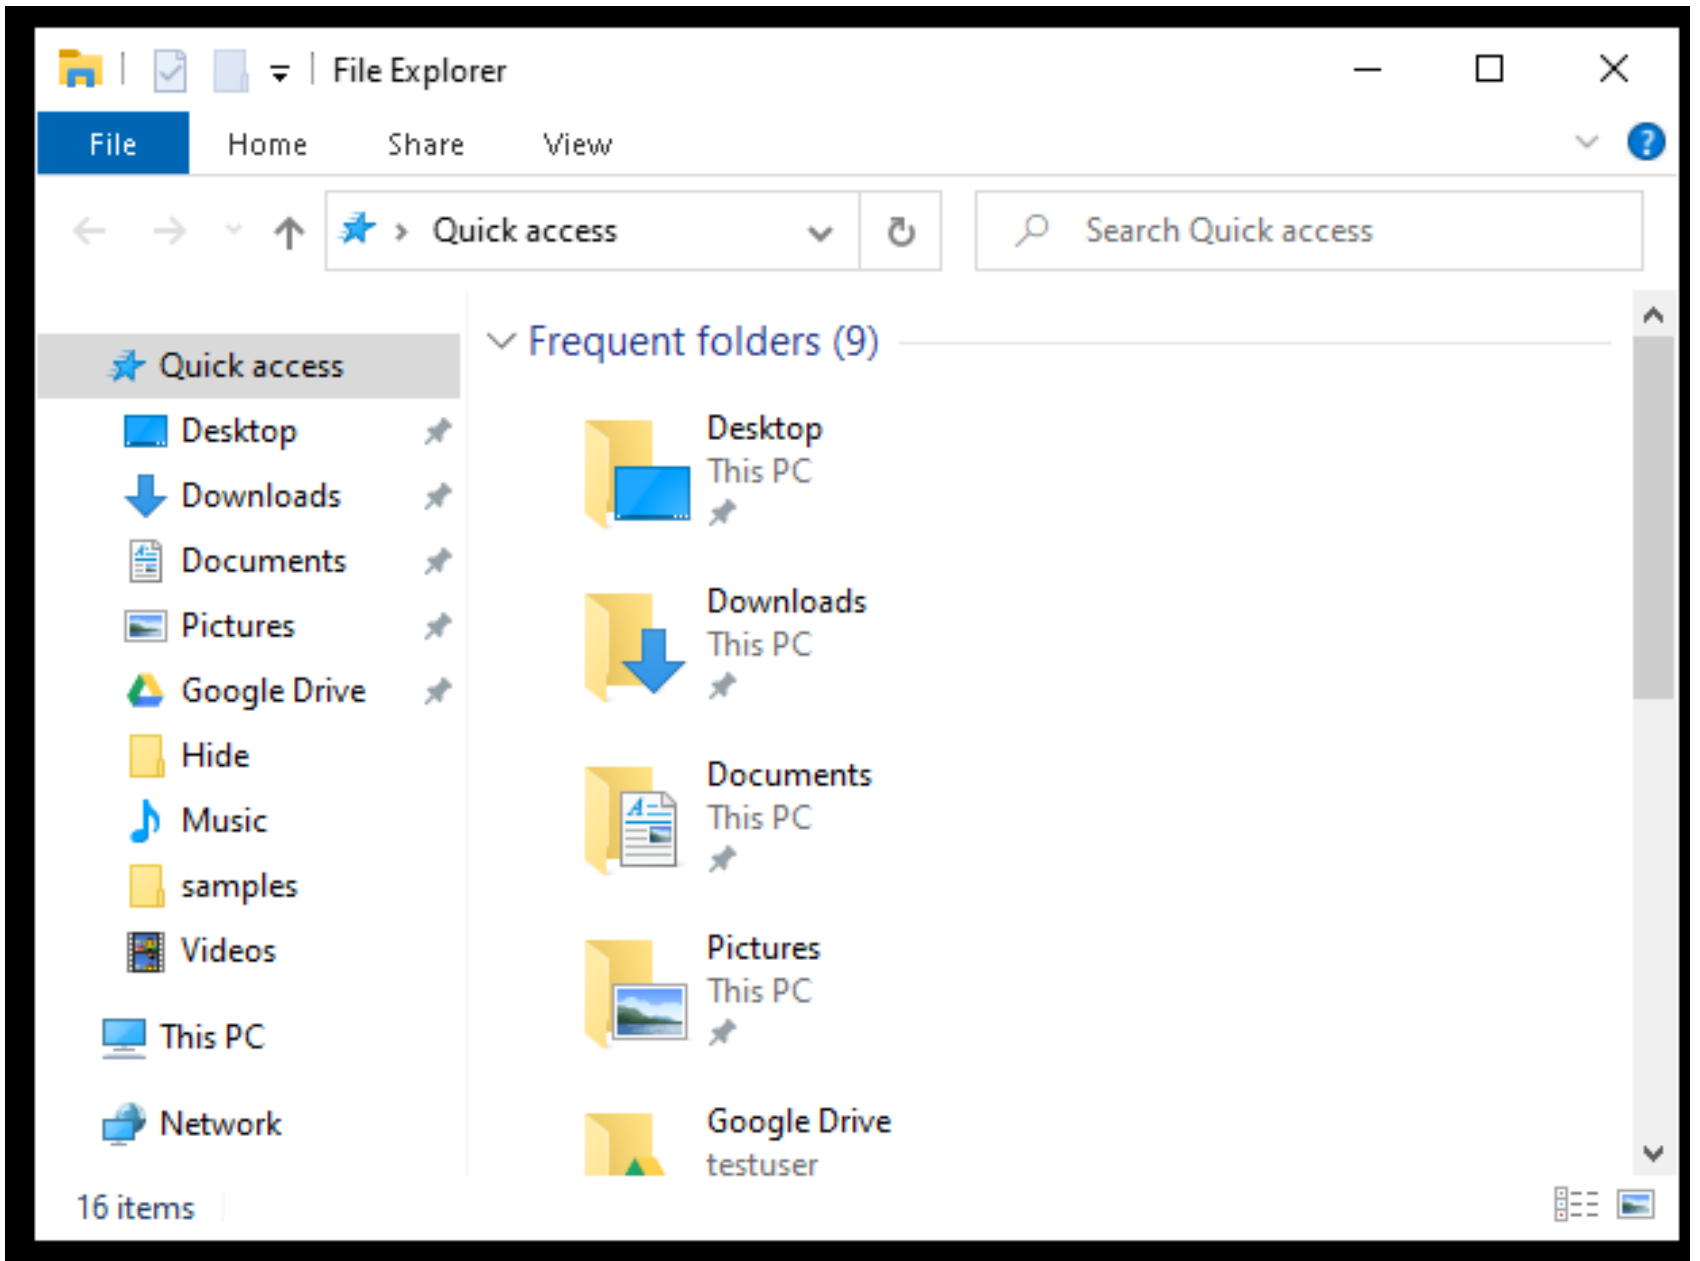 File Explorer
File Home Share View
Quick access
Search Quick access
Quick access
Desktop
Downloads
Documents
Pictures
Google Drive
Hide
Music
samples
Videos
This PC
Network
Frequent folders (9)
Desktop
This PC
Downloads
This PC
Documents
This PC
Pictures
This PC
Google Drive
testuser
16 items